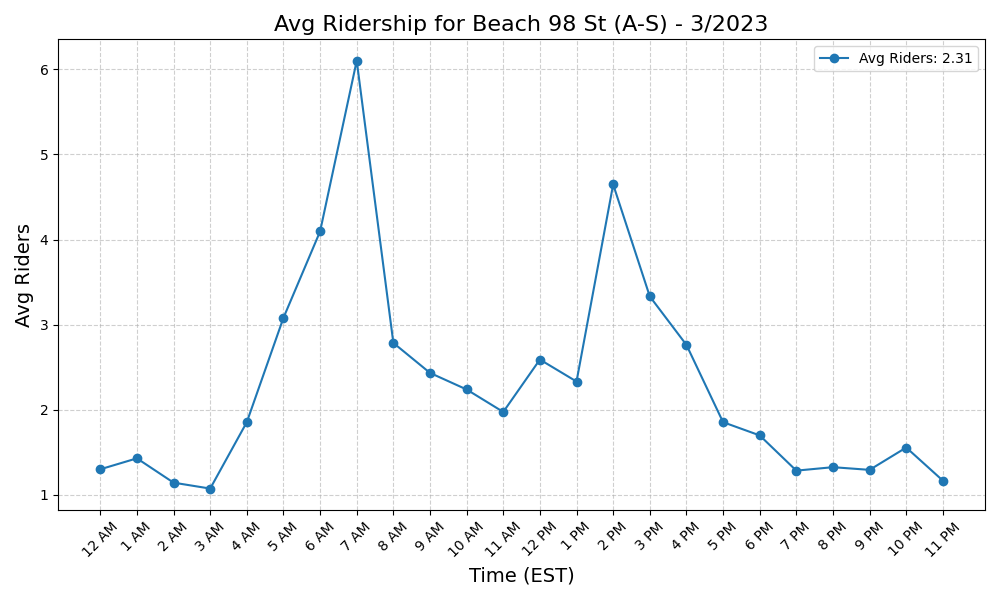 Avg Ridership for Beach 98 St (A-S) - 3/2023
Avg Riders: 2.31
Avg Riders
6
5
4
3
2
1
12 AM
1 AM
2 AM
3 AM
4 AM
5 AM
6 AM
7 AM
8 AM
9 AM
10 AM
11 AM
12 PM
1 PM
2 PM
3 PM
4 PM
5 PM
6 PM
7 PM
8 PM
9 PM
10 PM
11 PM
Time (EST)